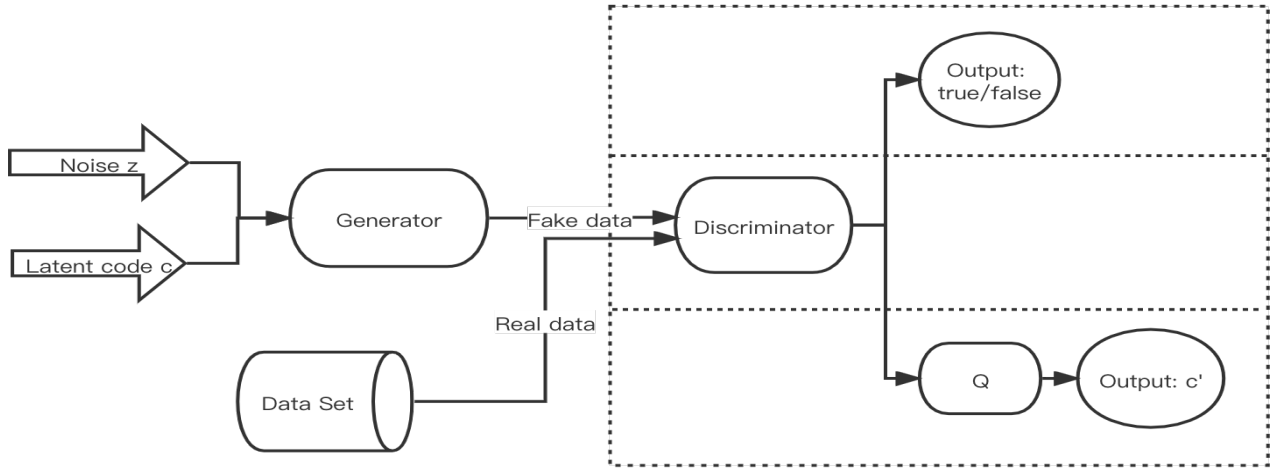 Output:
true/false
Noise z
Generator
Fake data
Discriminator
Latent code c
Real data
Data Set
Q
Output: c'